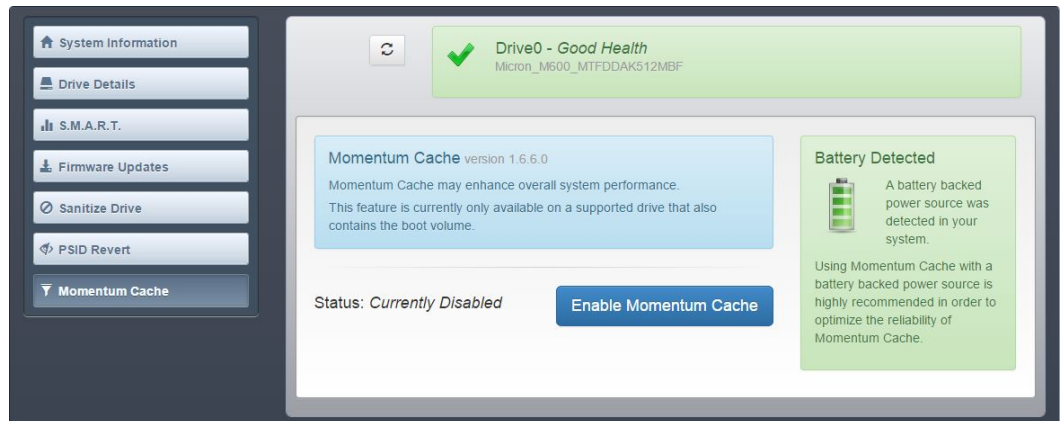 System Information
Drive Details
S.M.A.R.T.
Firmware Updates
Sanitize Drive
PSID Revert
Momentum Cache
Drive0 - Good Health
Micron_M600_MTFDDAK512MBF
Momentum Cache version 1.6.6.0
Momentum Cache may enhance overall system performance.
This feature is currently only available on a supported drive that also
contains the boot volume.
Status: Currently Disabled
Enable Momentum Cache
Battery Detected
A battery backed
power source was
detected in your
system.
Using Momentum Cache with a
battery backed power source is
highly recommended in order to
optimize the reliability of
Momentum Cache.